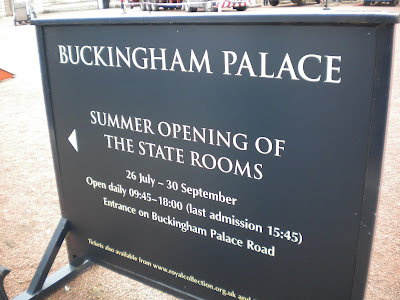 BUCKINGHAM PALACE
SUMMER OPENING OF
THE STATE ROOMS
26 July – 30 September
Open daily 09:45–18:00 (last admission 15:45)
Entrance on Buckingham Palace Road
Tickets also available from www.royalcollection.org.uk and